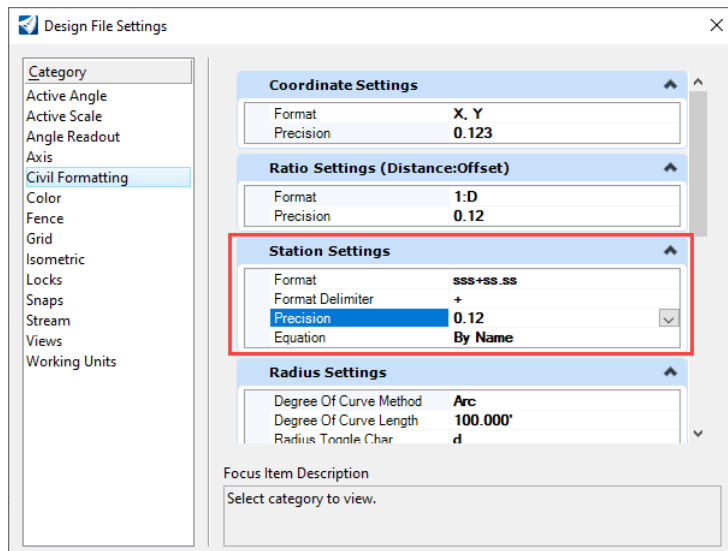 Design File Settings
Category
Active Angle
Active Scale
Angle Readout
Axis
Civil Formatting
Color
Fence
Grid
Isometric
Locks
Snaps
Stream
Views
Working Units
Coordinate Settings
Format X, Y
Precision 0.123
Ratio Settings (Distance:Offset)
Format 1:D
Precision 0.12
Station Settings
Format sss+ss.ss
Format Delimiter +
Precision 0.12
Equation By Name
Radius Settings
Degree Of Curve Method Arc
Degree Of Curve Length 100.000'
Radius Toggle Char d
Focus Item Description
Select category to view.